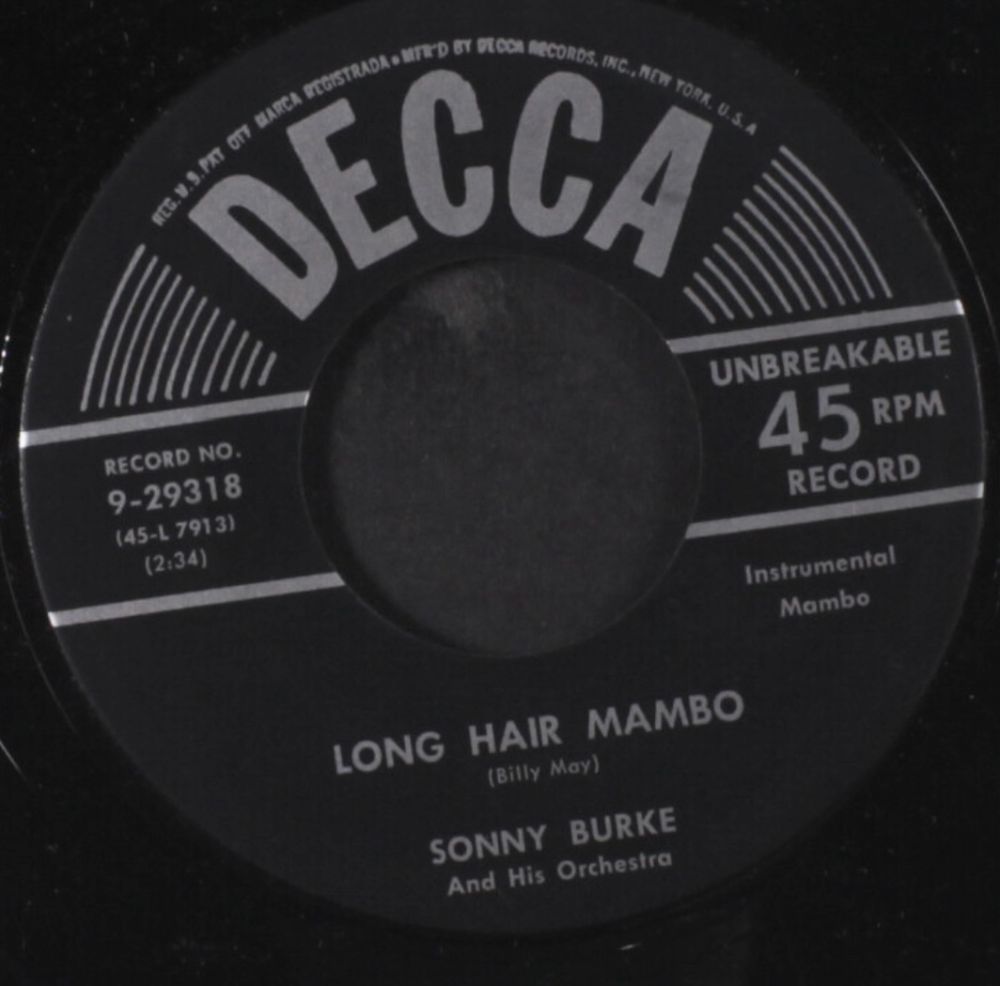 REG. U.S. PAT OFF MARCA REGISTRADA • MFR'D BY DECCA RECORDS, INC., NEW YORK, U.S.A
DECCA
RECORD NO.
9-29318
(45-L 7913)
(2:34)
UNBREAKABLE
45 RPM
RECORD
Instrumental
Mambo
LONG HAIR MAMBO
(Billy May)
SONNY BURKE
And His Orchestra